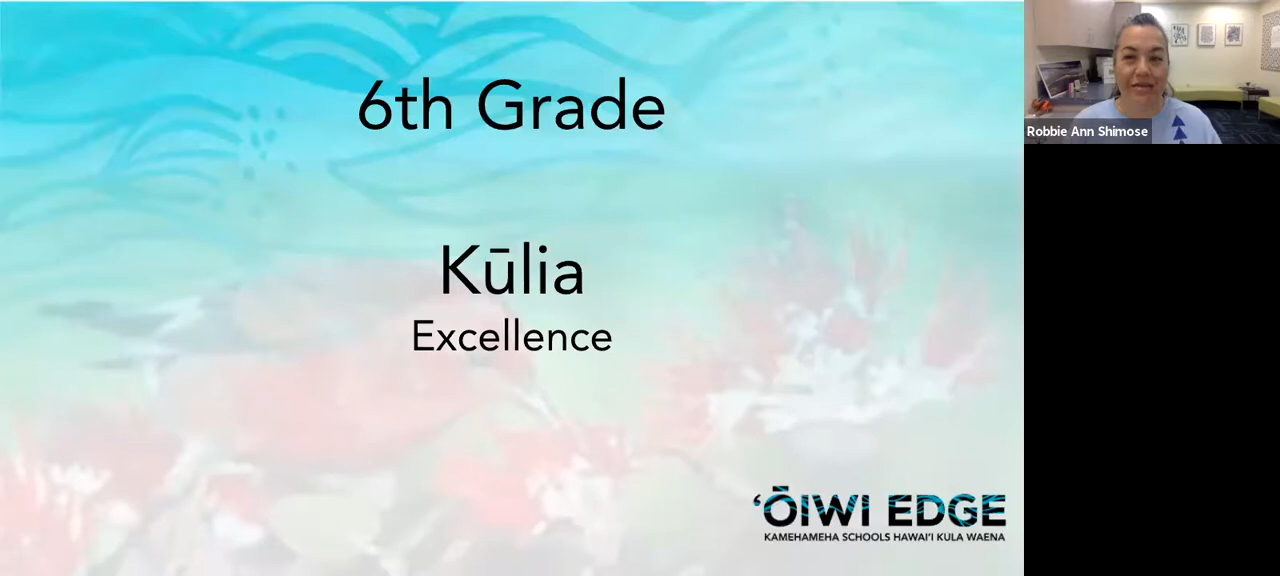 6th Grade
Kūlia
Excellence
ʻŌIWI EDGE
KAMEHAMEHA SCHOOLS HAWAIʻI KULA WAENA
Robbie Ann Shimose